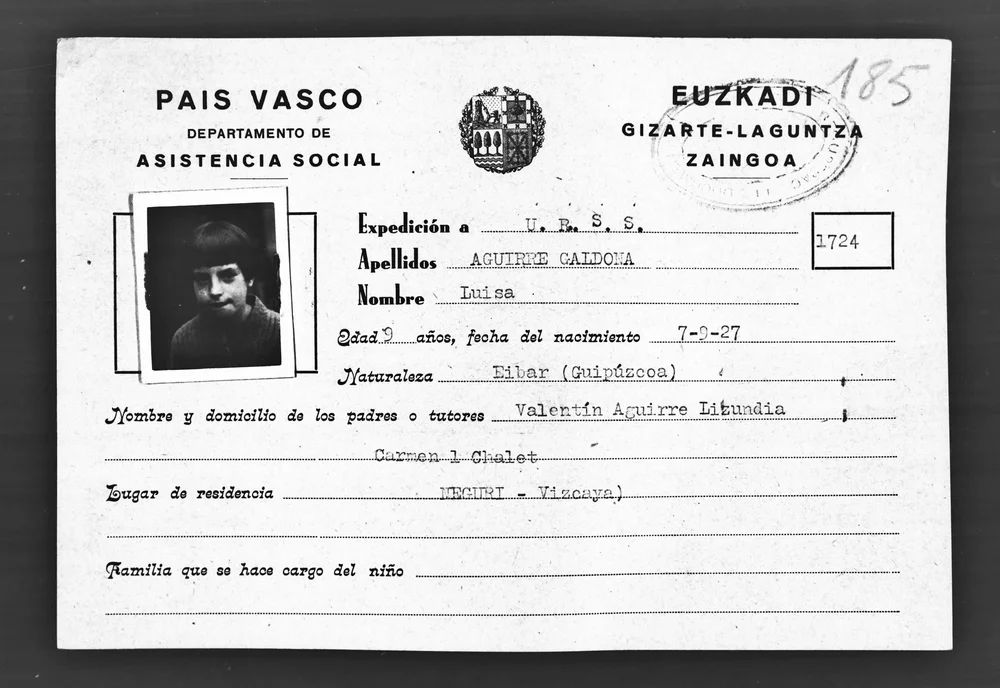 185
PAIS VASCO
DEPARTAMENTO DE
ASISTENCIA SOCIAL
EUZKADI
GIZARTE-LAGUNTZA
ZAINGOA
Expedición a U. R. S. S.
1724
Apellidos AGUIRRE GALDONA
Nombre Luisa
Edad 9 años, fecha del nacimiento 7-9-27
Naturaleza Eibar (Guipúzcoa)
Nombre y domicilio de los padres o tutores Valentín Aguirre Lizundia
Carmen 1 Chalet
Lugar de residencia NEGURI - Vizcaya)
Familia que se hace cargo del niño